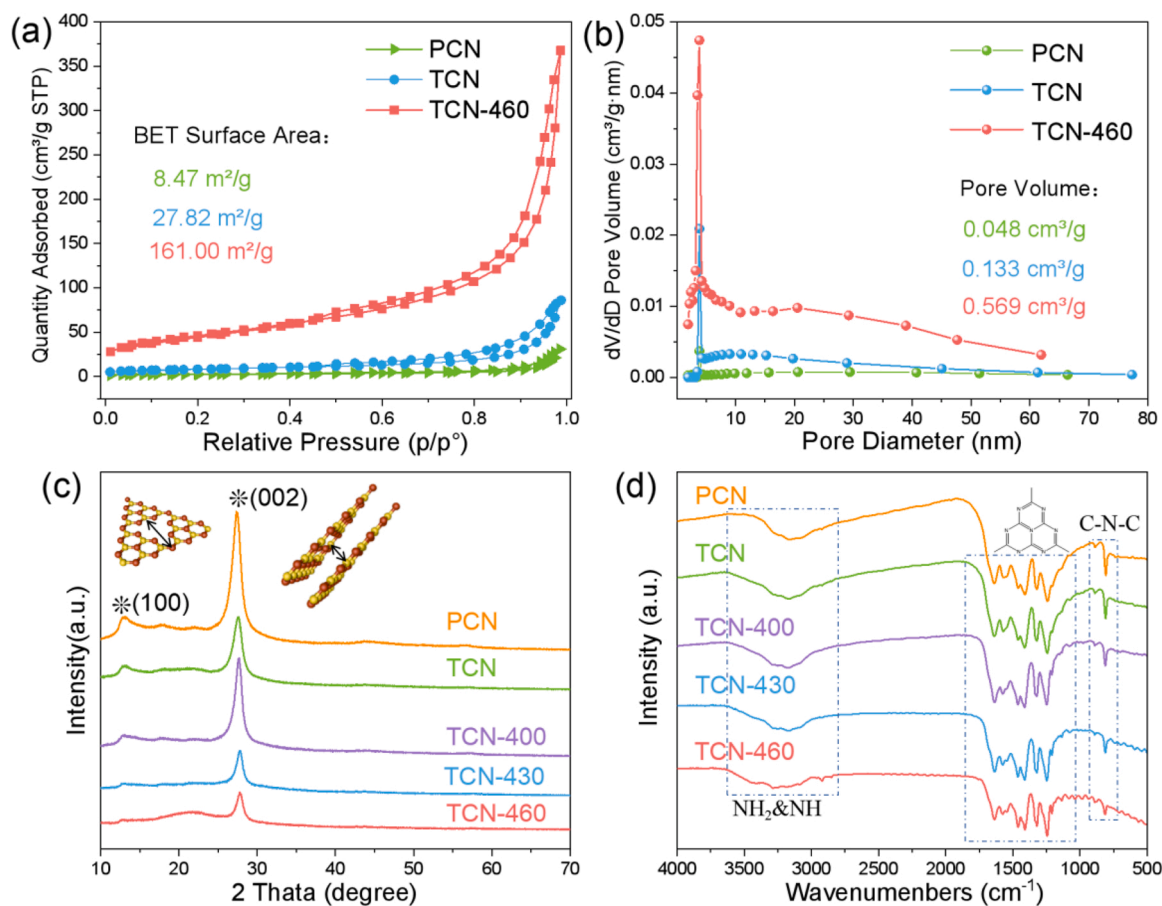 (a)
400
350
300
250
200
150
100
50
0
Quantity Adsorbed (cm³/g STP)
PCN
TCN
TCN-460
BET Surface Area:
8.47 m²/g
27.82 m²/g
161.00 m²/g
0.0 0.2 0.4 0.6 0.8 1.0
Relative Pressure (p/p°)
(b)
0.05
0.04
0.03
0.02
0.01
0.00
dV/dD Pore Volume (cm³/g·nm)
PCN
TCN
TCN-460
Pore Volume:
0.048 cm³/g
0.133 cm³/g
0.569 cm³/g
10 20 30 40 50 60 70 80
Pore Diameter (nm)
(c)
Intensity(a.u.)
※(100)
※(002)
PCN
TCN
TCN-400
TCN-430
TCN-460
10 20 30 40 50 60 70
2 Thata (degree)
(d)
Intensity (a.u.)
PCN
TCN
TCN-400
TCN-430
TCN-460
C-N-C
NH₂&NH
4000 3500 3000 2500 2000 1500 1000 500
Wavenumenbers (cm⁻¹)